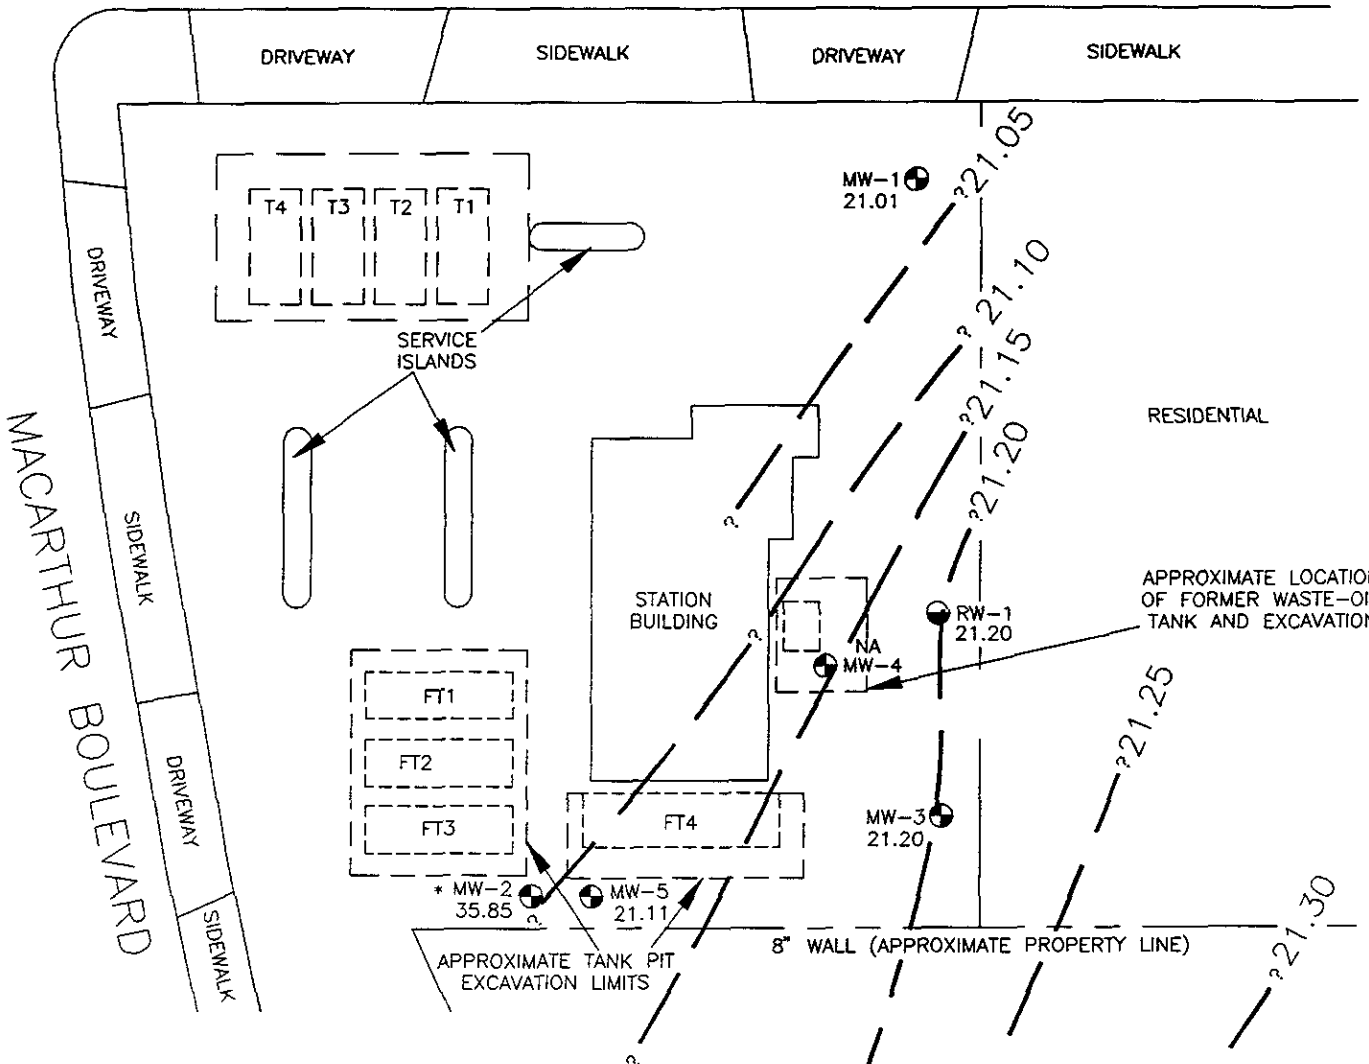 DRIVEWAY
SIDEWALK
DRIVEWAY
SIDEWALK
?21.05
MW-1
21.01
T4
T3
T2
T1
DRIVEWAY
?21.10
SERVICE
ISLANDS
?21.15
RESIDENTIAL
MACARTHUR BOULEVARD
?21.20
SIDEWALK
?
APPROXIMATE LOCATION
OF FORMER WASTE-OI
TANK AND EXCAVATION
STATION
BUILDING
RW-1
21.20
?
NA
MW-4
FT1
?21.25
FT2
DRIVEWAY
FT3
FT4
MW-3
21.20
* MW-2
35.85
MW-5
21.11
?
SIDEWALK
8" WALL (APPROXIMATE PROPERTY LINE)
?21.30
APPROXIMATE TANK PIT
EXCAVATION LIMITS
?